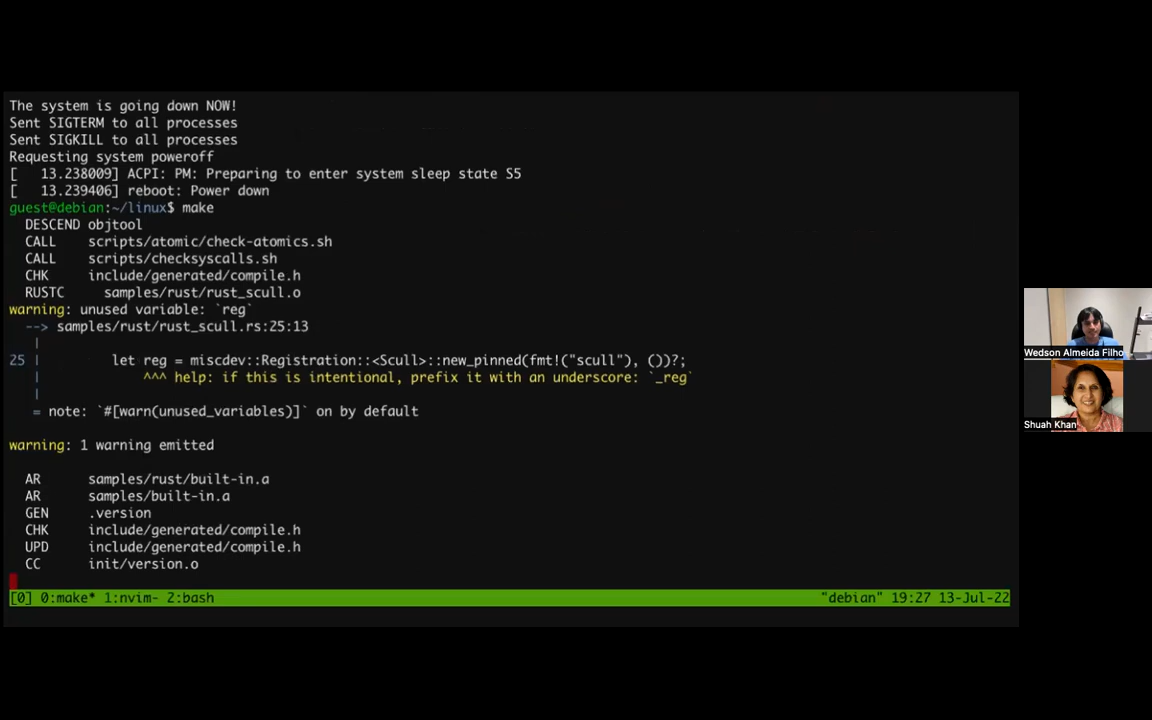 The system is going down NOW!
Sent SIGTERM to all processes
Sent SIGKILL to all processes
Requesting system poweroff
[   13.238009] ACPI: PM: Preparing to enter system sleep state S5
[   13.239406] reboot: Power down
guest@debian:~/linux$ make
  DESCEND objtool
  CALL    scripts/atomic/check-atomics.sh
  CALL    scripts/checksyscalls.sh
  CHK     include/generated/compile.h
  RUSTC     samples/rust/rust_scull.o
warning: unused variable: `reg`
  --> samples/rust/rust_scull.rs:25:13
   |
25 |         let reg = miscdev::Registration::<Scull>::new_pinned(fmt!("scull"), ())?;
   |             ^^^ help: if this is intentional, prefix it with an underscore: `_reg`
   |
   = note: `#[warn(unused_variables)]` on by default
warning: 1 warning emitted
  AR      samples/rust/built-in.a
  AR      samples/built-in.a
  GEN     .version
  CHK     include/generated/compile.h
  UPD     include/generated/compile.h
  CC      init/version.o
[0] 0:make* 1:nvim- 2:bash "debian" 19:27 13-Jul-22
Wedson Almeida Filho
Shuah Khan